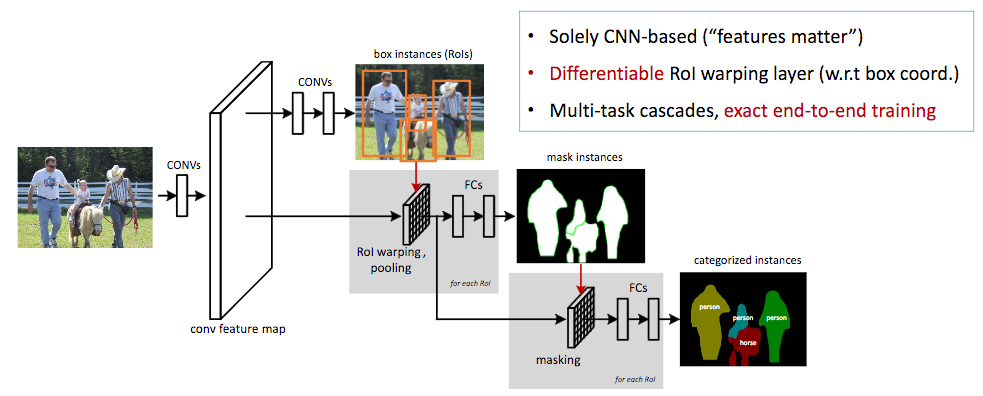 • Solely CNN-based (“features matter”)
• Differentiable RoI warping layer (w.r.t box coord.)
• Multi-task cascades, exact end-to-end training
box instances (RoIs)
CONVs
CONVs
conv feature map
mask instances
FCs
RoI warping,
pooling
for each RoI
categorized instances
FCs
masking
for each RoI
person
person
person
horse